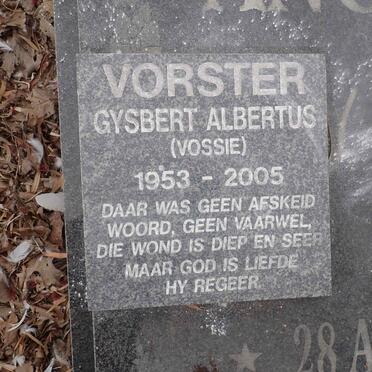 VORSTER
GYSBERT ALBERTUS
(VOSSIE)
1953 - 2005
DAAR WAS GEEN AFSKEID
WOORD, GEEN VAARWEL,
DIE WOND IS DIEP EN SEER
MAAR GOD IS LIEFDE
HY REGEER.
28 A